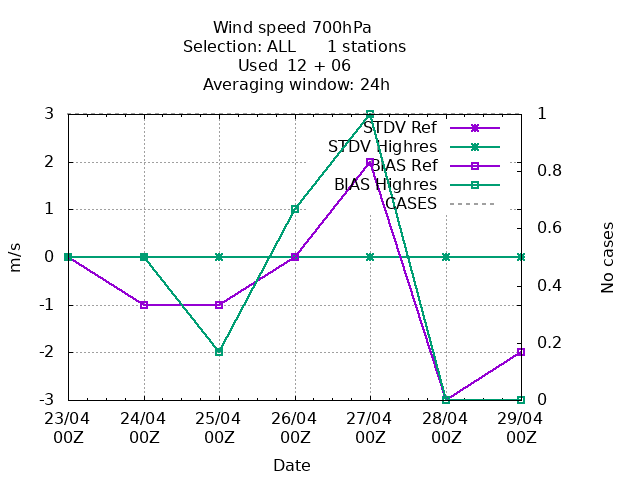 Wind speed 700hPa
Selection: ALL 1 stations
Used 12 + 06
Averaging window: 24h
STDV Ref
STDV Highres
BIAS Ref
BIAS Highres
CASES
3
2
1
0
-1
-2
-3
m/s
1
0.8
0.6
0.4
0.2
0
No cases
23/04 24/04 25/04 26/04 27/04 28/04 29/04
00Z 00Z 00Z 00Z 00Z 00Z 00Z
Date